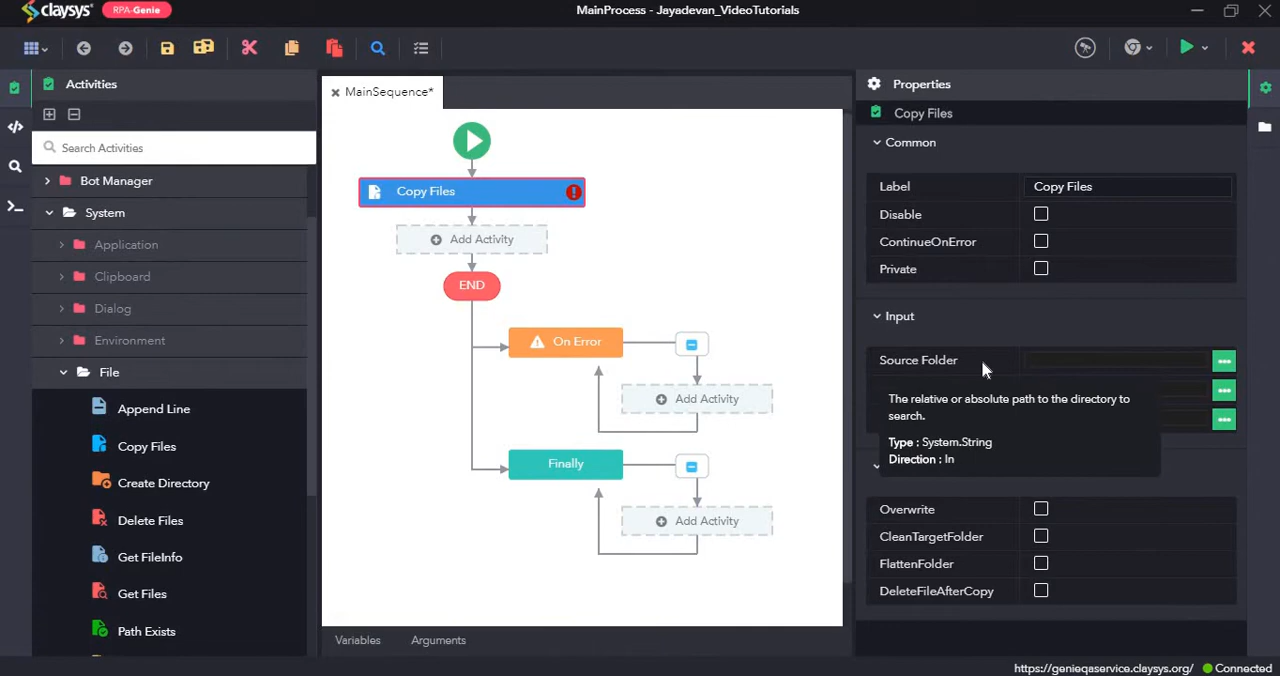 claysys
RPA-Genie
MainProcess - Jayadevan_VideoTutorials
Activities
Search Activities
Bot Manager
System
Application
Clipboard
Dialog
Environment
File
Append Line
Copy Files
Create Directory
Delete Files
Get FileInfo
Get Files
Path Exists
MainSequence*
Copy Files
Add Activity
END
On Error
Add Activity
Finally
Add Activity
Variables
Arguments
Properties
Copy Files
Common
Label
Copy Files
Disable
ContinueOnError
Private
Input
Source Folder
The relative or absolute path to the directory to
search.
Type : System.String
Direction : In
Overwrite
CleanTargetFolder
FlattenFolder
DeleteFileAfterCopy
https://genieqaservice.claysys.org/
Connected